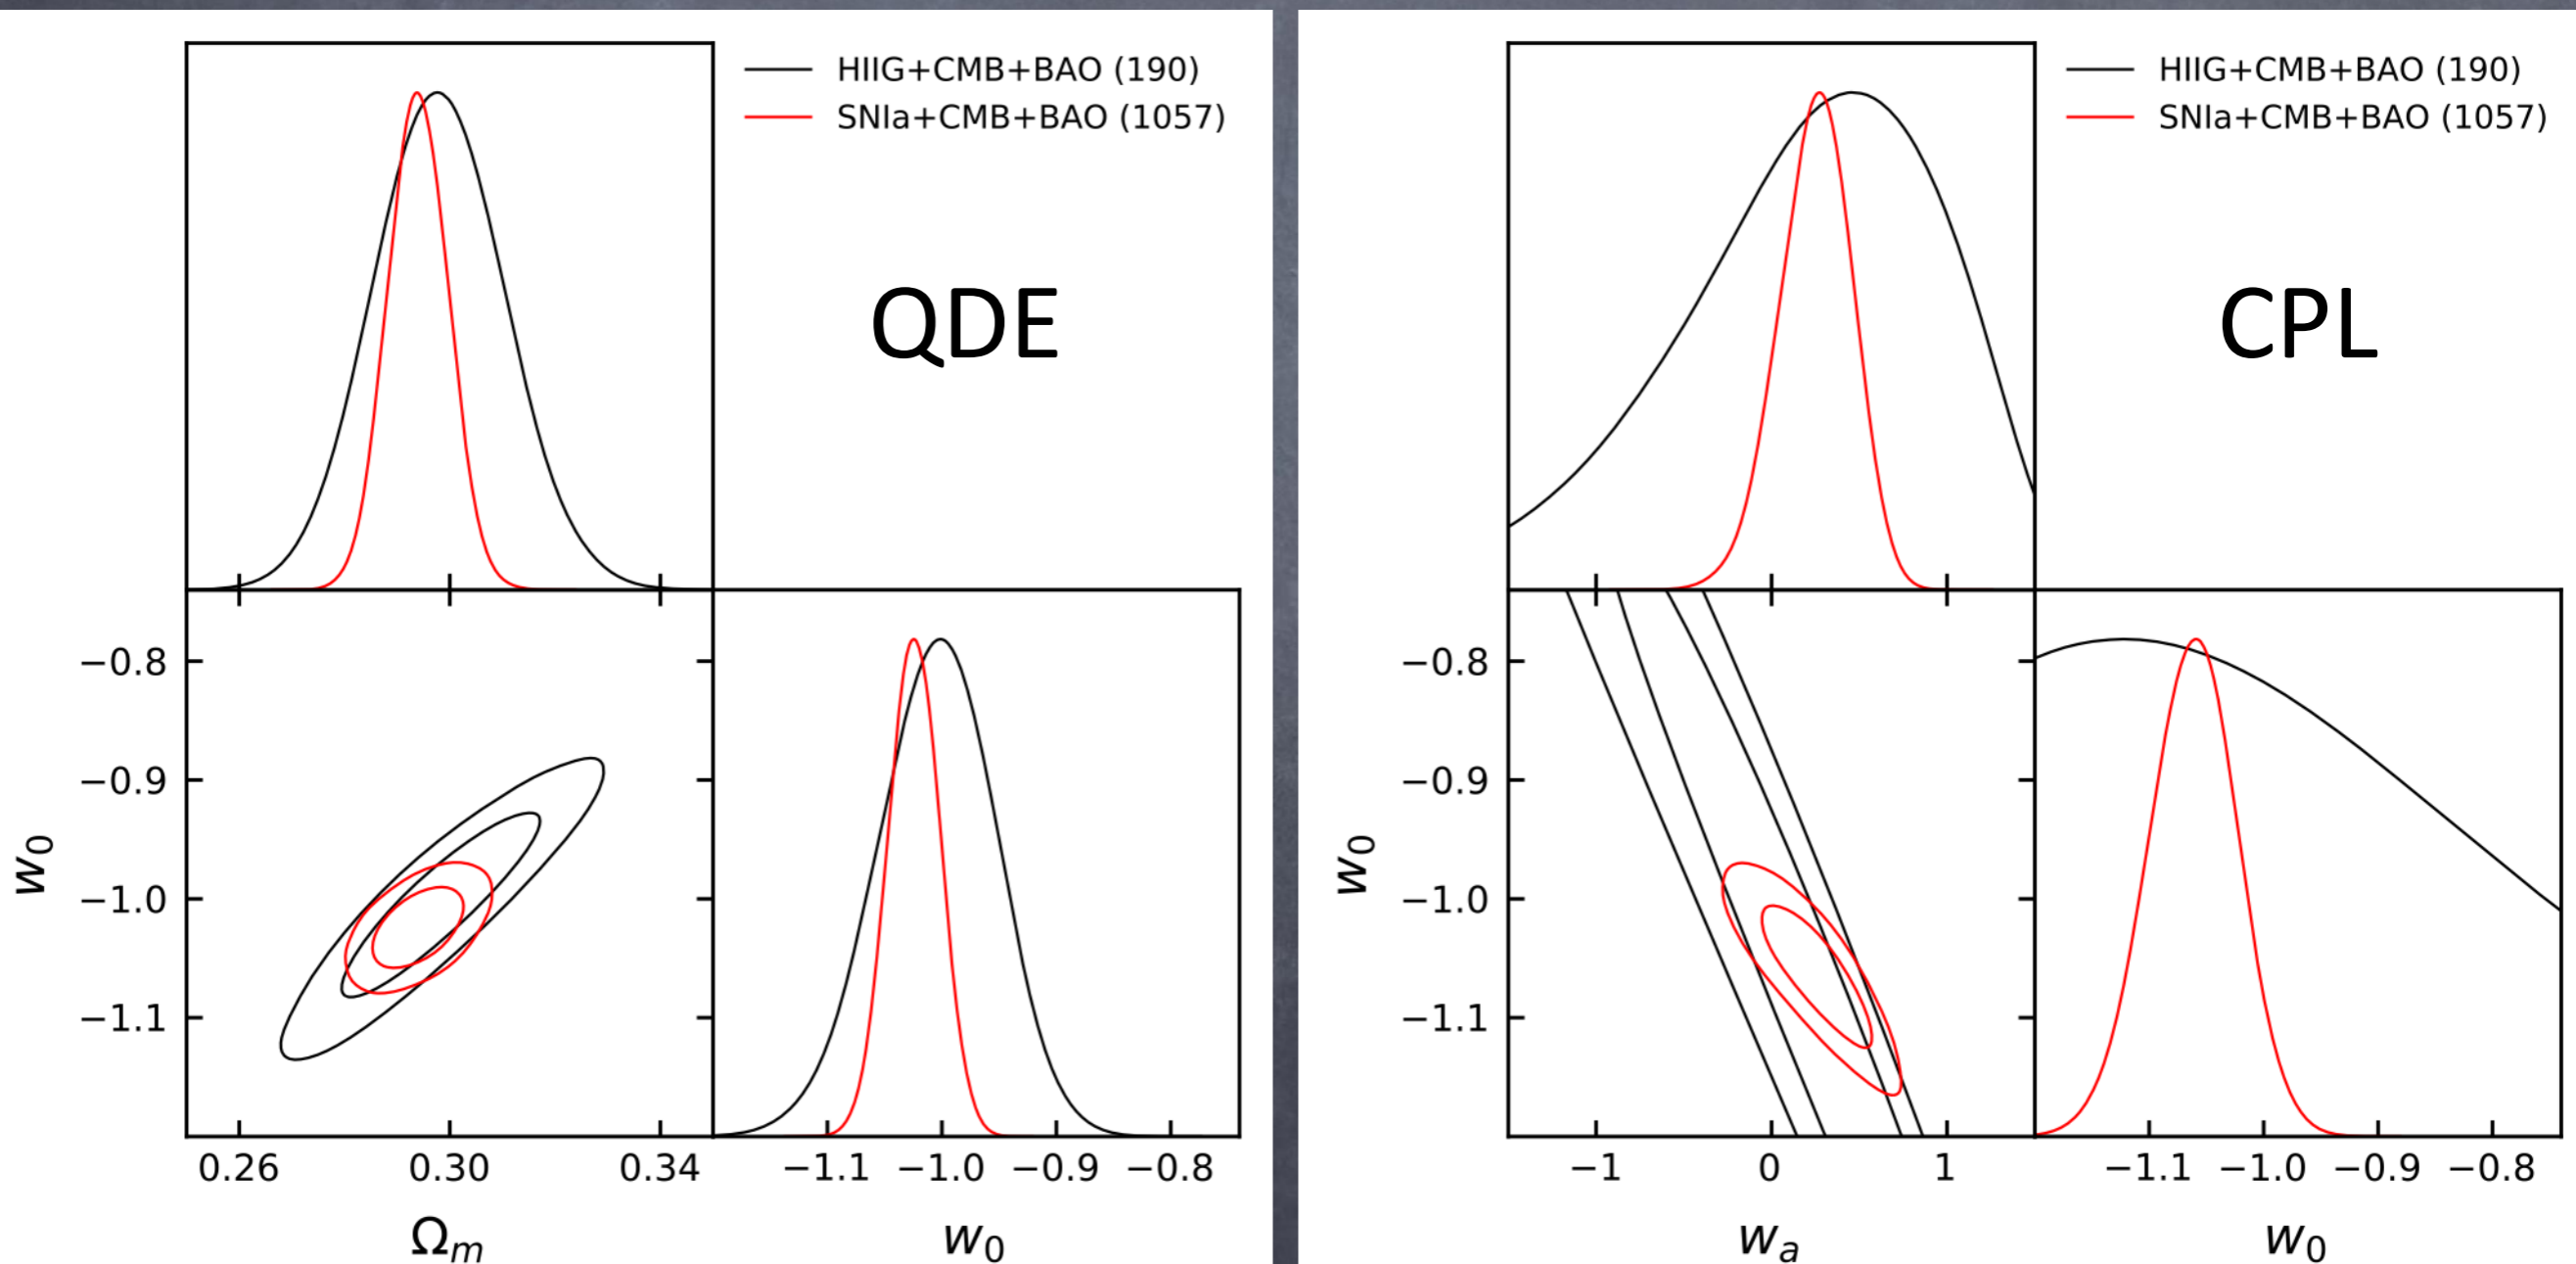 HIIG+CMB+BAO (190)
SNIa+CMB+BAO (1057)
QDE
−0.8
−0.9
−1.0
−1.1
w0
0.26 0.30 0.34
−1.1 −1.0 −0.9 −0.8
Ωm
w0
HIIG+CMB+BAO (190)
SNIa+CMB+BAO (1057)
CPL
−0.8
−0.9
−1.0
−1.1
w0
−1 0 1
−1.1 −1.0 −0.9 −0.8
wa
w0